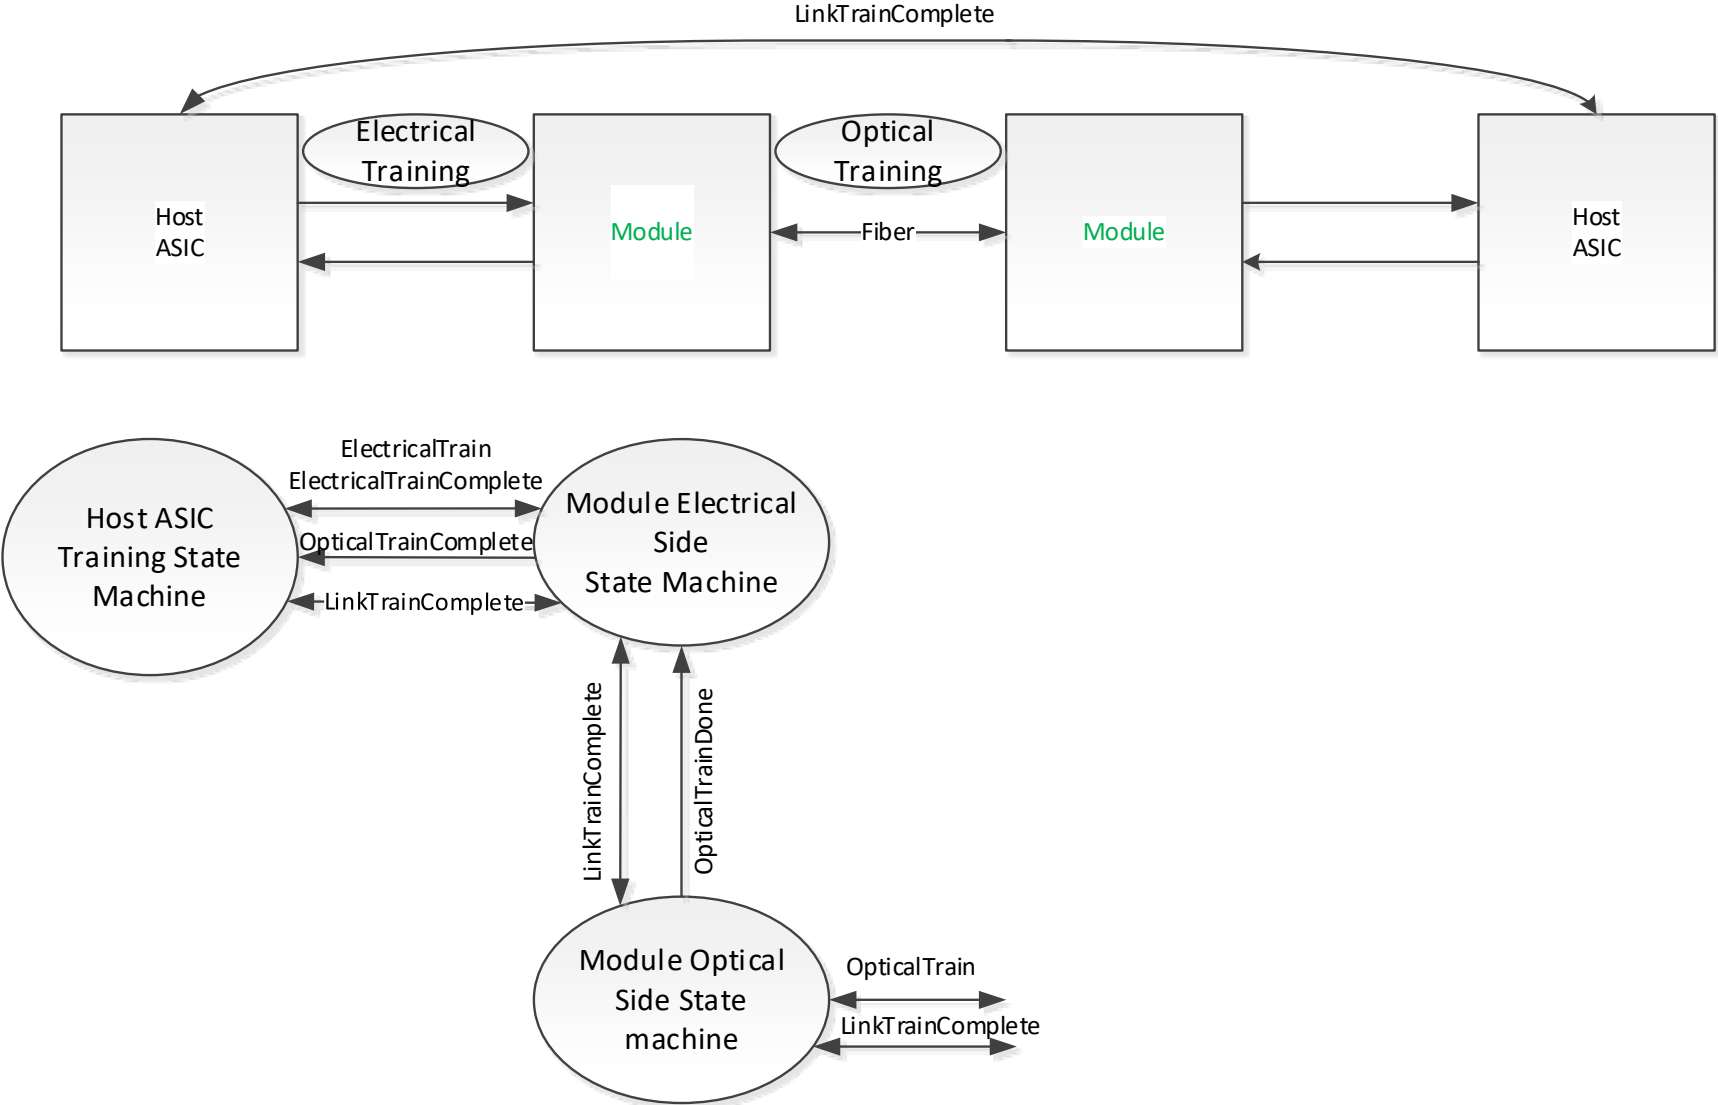 LinkTrainComplete
Electrical
Training
Optical
Training
Host
ASIC
Module
Fiber
Module
Host
ASIC
ElectricalTrain
ElectricalTrainComplete
Host ASIC
Training State
Machine
OpticalTrainComplete
LinkTrainComplete
Module Electrical
Side
State Machine
LinkTrainComplete
OpticalTrainDone
Module Optical
Side State
machine
OpticalTrain
LinkTrainComplete